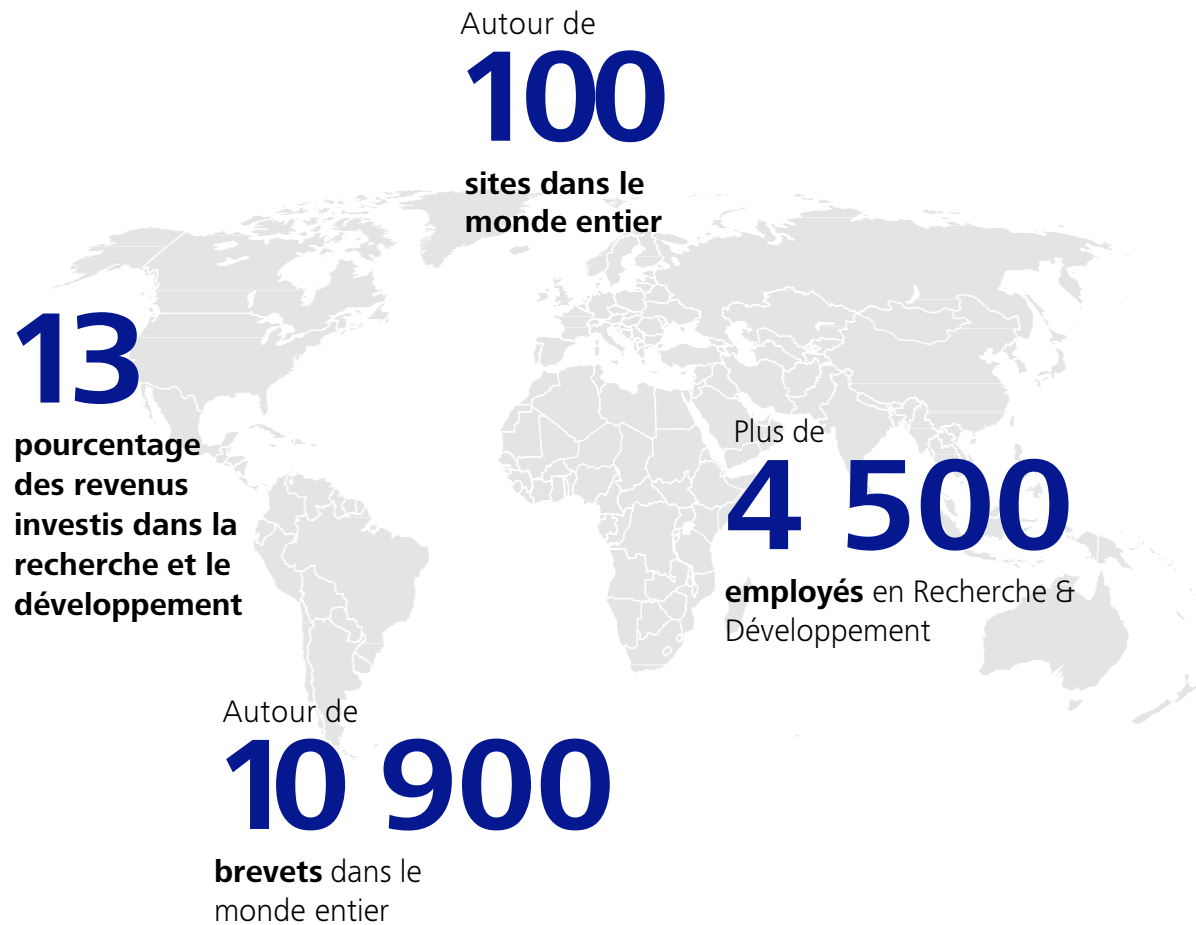 Autour de
100
sites dans le
monde entier
13
pourcentage
des revenus
investis dans la
recherche et le
développement
Plus de
4 500
employés en Recherche &
Développement
Autour de
10 900
brevets dans le
monde entier